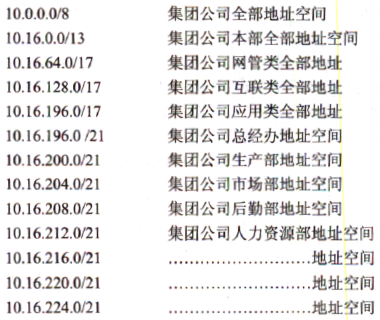 10.0.0.0/8 集团公司全部地址空间
10.16.0.0/13 集团公司本部全部地址空间
10.16.64.0/17 集团公司网管类全部地址
10.16.128.0/17 集团公司互联类全部地址
10.16.196.0/17 集团公司应用类全部地址
10.16.196.0 /21 集团公司总经办地址空间
10.16.200.0/21 集团公司生产部地址空间
10.16.204.0/21 集团公司市场部地址空间
10.16.208.0/21 集团公司后勤部地址空间
10.16.212.0/21 集团公司人力资源部地址空间
10.16.216.0/21 ............................地址空间
10.16.220.0/21 ............................地址空间
10.16.224.0/21 ............................地址空间